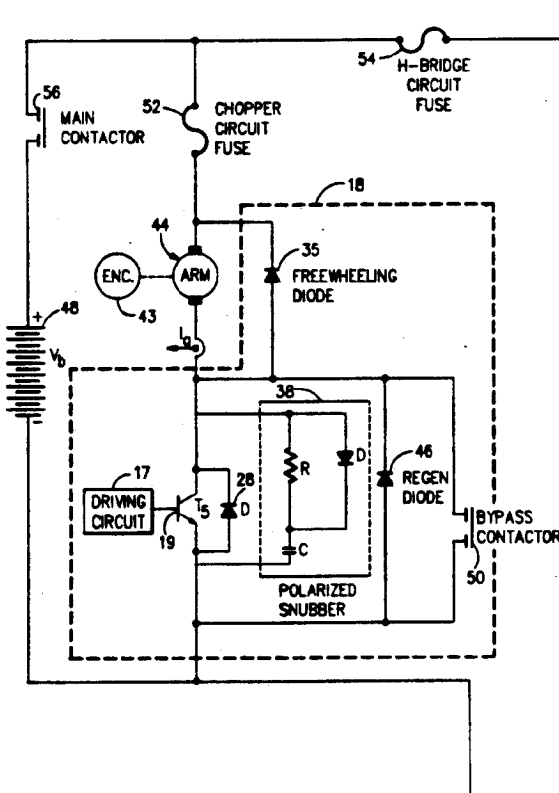 54
H-BRIDGE
CIRCUIT
FUSE
56
MAIN
CONTACTOR
52
CHOPPER
CIRCUIT
FUSE
18
44
35
ENC.
ARM
FREEWHEELING
DIODE
43
48
+
Vb
Ia
38
17
DRIVING
CIRCUIT
T5
19
28
D
R
D
C
46
REGEN
DIODE
BYPASS
CONTACTOR
50
POLARIZED
SNUBBER